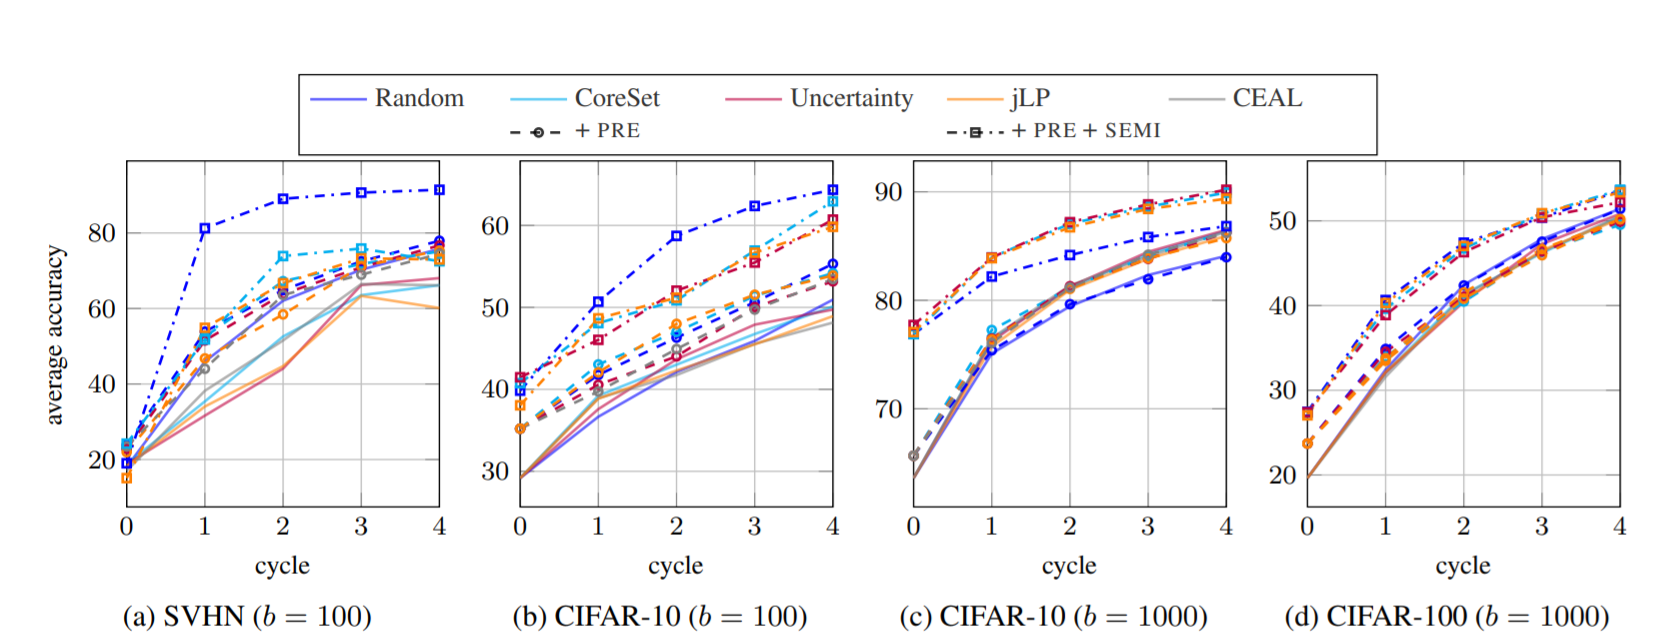 Random CoreSet Uncertainty jLP CEAL
+ PRE + PRE + SEMI
average accuracy
80
60
40
20
0 1 2 3 4
cycle
(a) SVHN (b = 100)
60
50
40
30
0 1 2 3 4
cycle
(b) CIFAR-10 (b = 100)
90
80
70
0 1 2 3 4
cycle
(c) CIFAR-10 (b = 1000)
50
40
30
20
0 1 2 3 4
cycle
(d) CIFAR-100 (b = 1000)